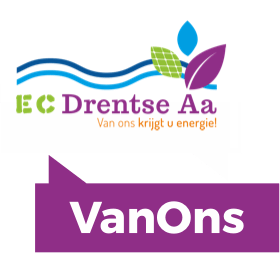 EC Drentse Aa
Van ons krijgt u energie!
VanOns